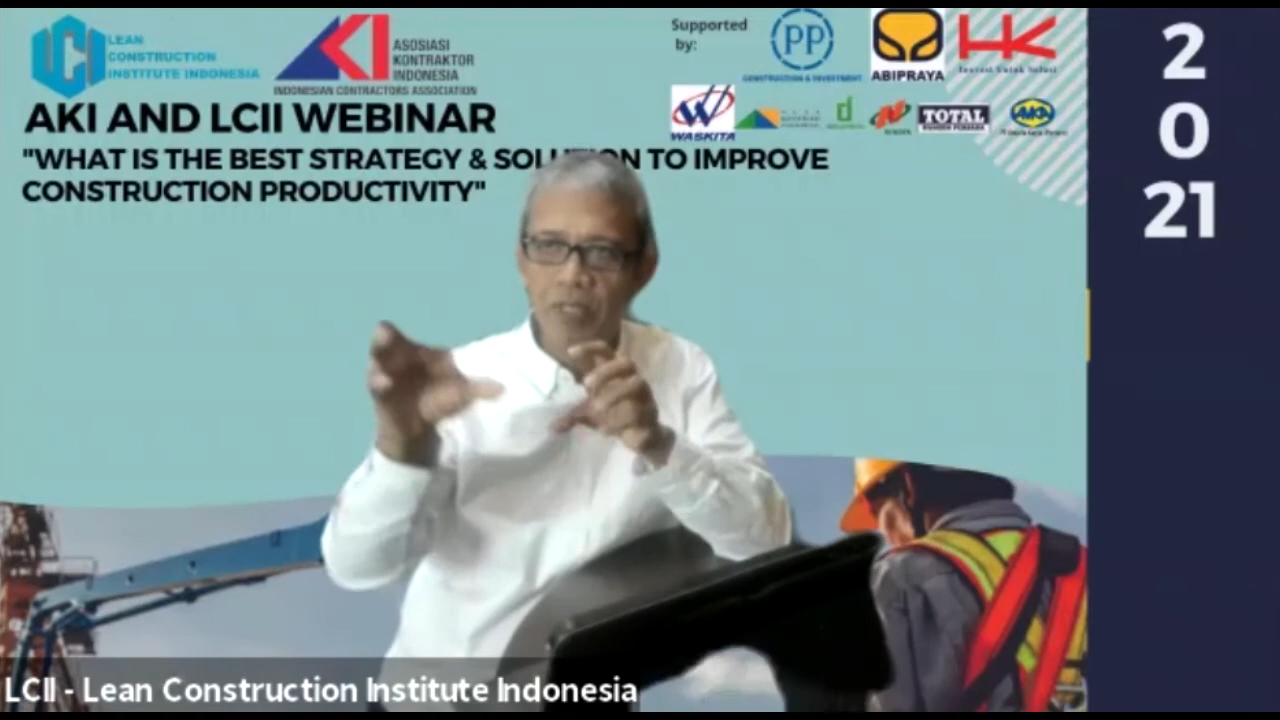 LEAN
CONSTRUCTION
INSTITUTE INDONESIA
ASOSIASI
KONTRAKTOR
INDONESIA
INDONESIAN CONTRACTORS ASSOCIATION
Supported
by:
PP
CONSTRUCTION & INVESTMENT
ABIPRAYA
HK
WASKITA
TOTAL
2
0
21
AKI AND LCII WEBINAR
"WHAT IS THE BEST STRATEGY & SOLUTION TO IMPROVE
CONSTRUCTION PRODUCTIVITY"
LCII - Lean Construction Institute Indonesia